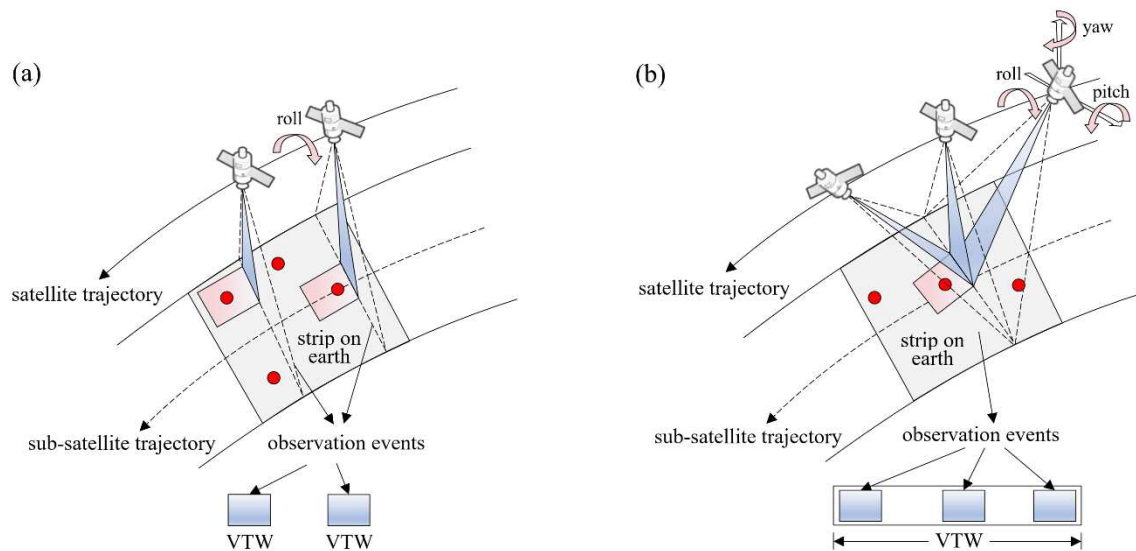 (a)
roll
satellite trajectory
strip on
earth
sub-satellite trajectory
observation events
VTW
VTW
(b)
yaw
roll
pitch
satellite trajectory
strip on
earth
sub-satellite trajectory
observation events
VTW